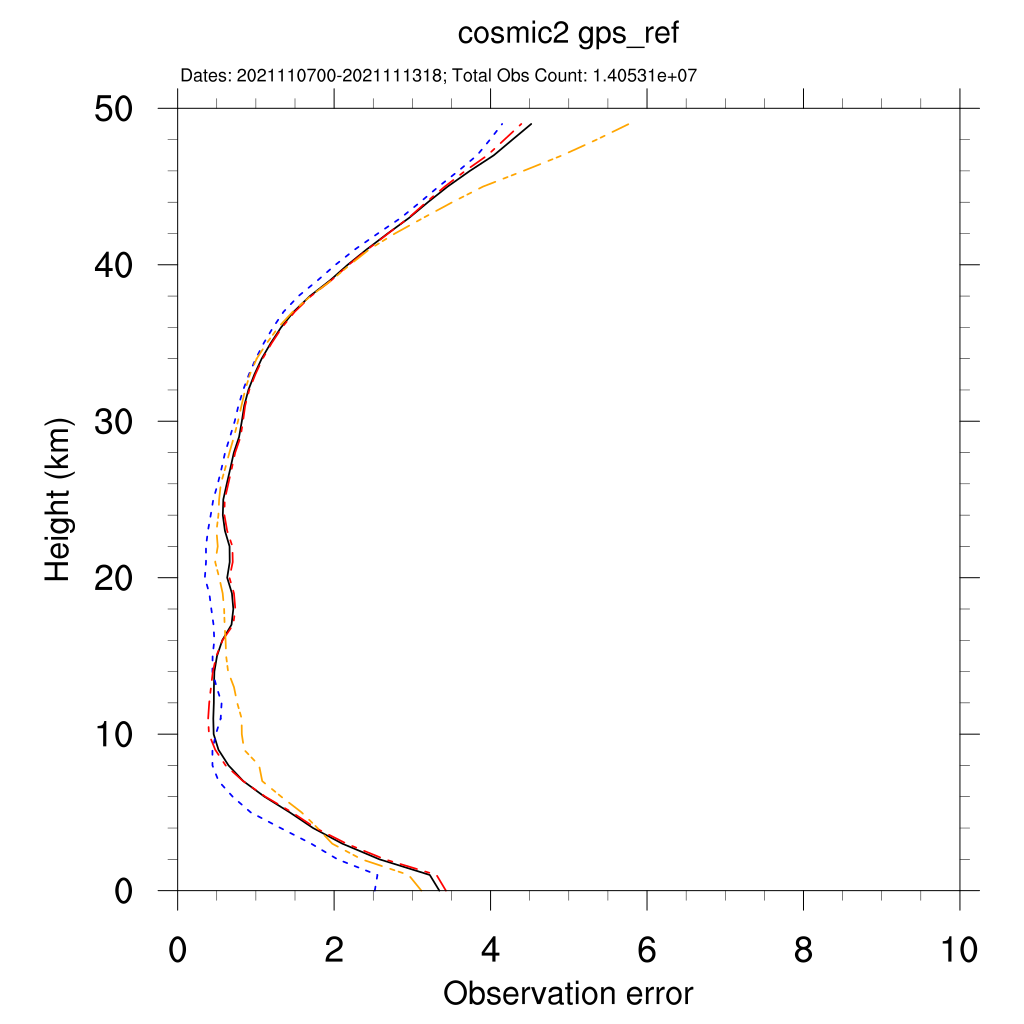 cosmic2 gps_ref
Dates: 2021110700-2021111318; Total Obs Count: 1.40531e+07
50
40
30
20
10
0
Height (km)
0 2 4 6 8 10
Observation error